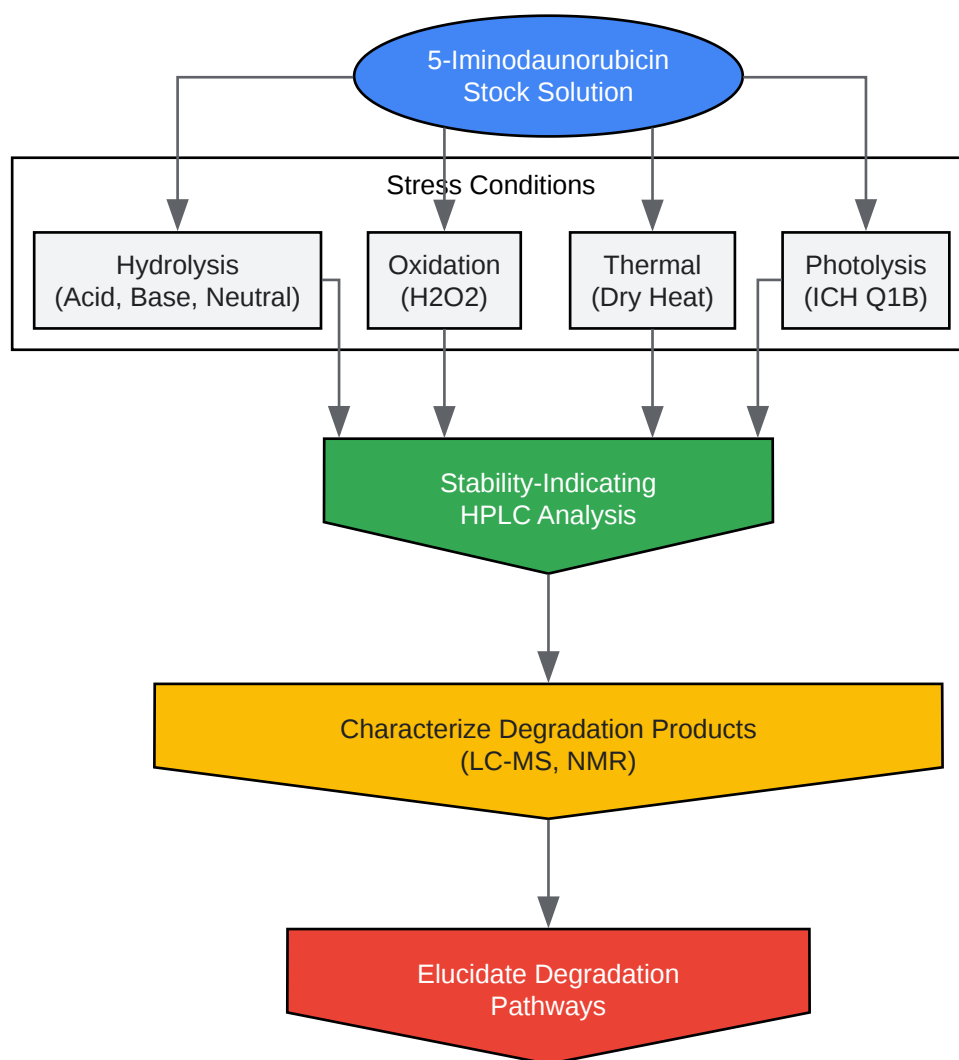 5-Iminodaunorubicin
Stock Solution
Stress Conditions
Hydrolysis
(Acid, Base, Neutral)
Oxidation
(H2O2)
Thermal
(Dry Heat)
Photolysis
(ICH Q1B)
Stability-Indicating
HPLC Analysis
Characterize Degradation Products
(LC-MS, NMR)
Elucidate Degradation
Pathways